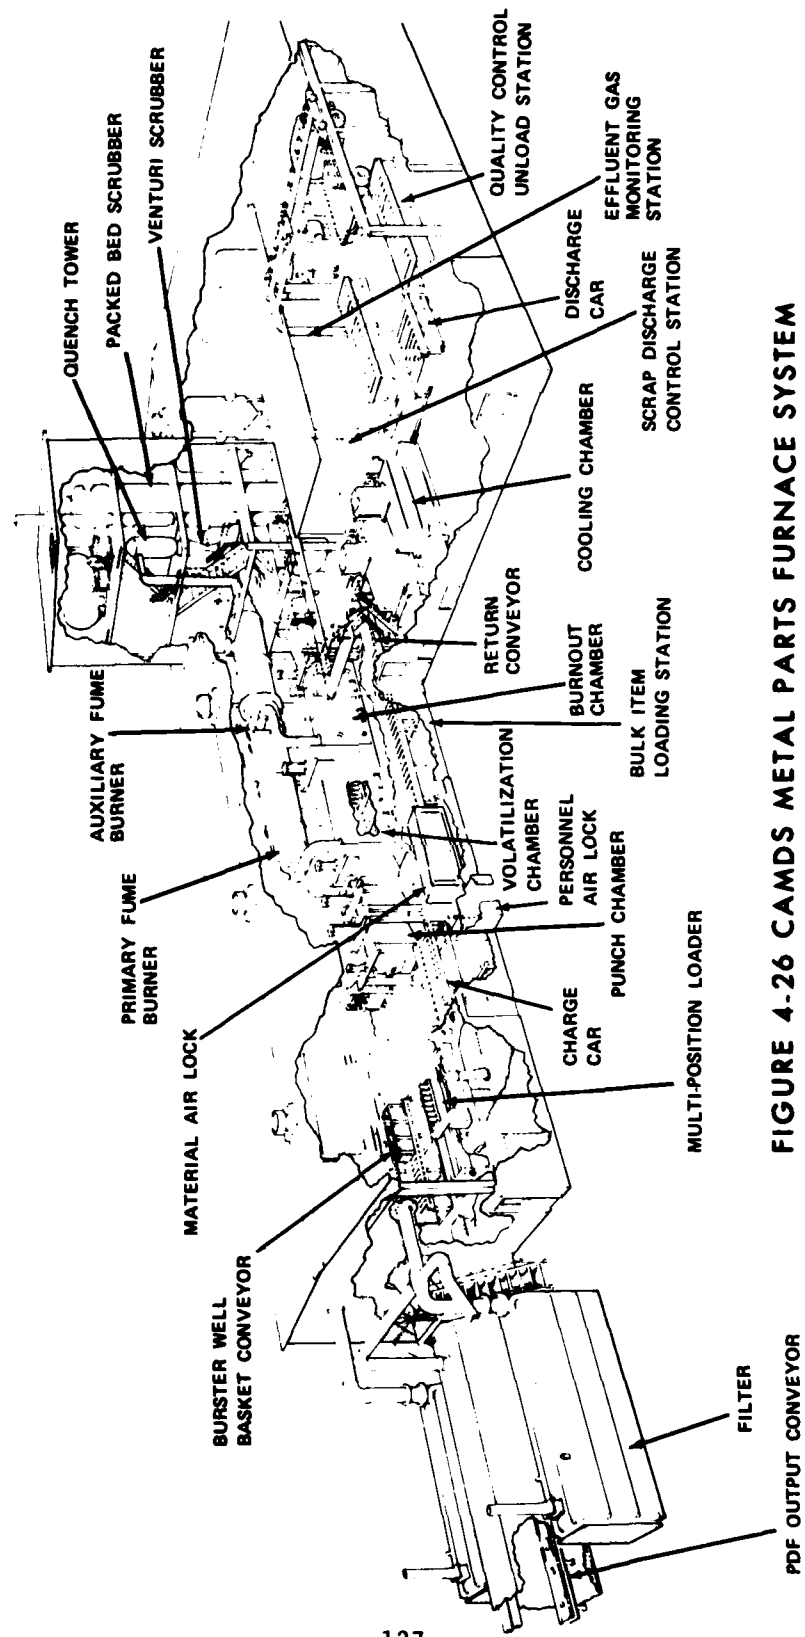 QUENCH TOWER
PACKED BED SCRUBBER
VENTURI SCRUBBER
AUXILIARY FUME
BURNER
PRIMARY FUME
BURNER
MATERIAL AIR LOCK
BURSTER WELL
BASKET CONVEYOR
QUALITY CONTROL
UNLOAD STATION
EFFLUENT GAS
MONITORING
STATION
DISCHARGE
CAR
SCRAP DISCHARGE
CONTROL STATION
COOLING CHAMBER
RETURN
CONVEYOR
BURNOUT
CHAMBER
BULK ITEM
LOADING STATION
VOLATILIZATION
CHAMBER
PERSONNEL
AIR LOCK
PUNCH CHAMBER
CHARGE
CAR
MULTI-POSITION LOADER
FILTER
PDF OUTPUT CONVEYOR
FIGURE 4-26 CAMDS METAL PARTS FURNACE SYSTEM
137